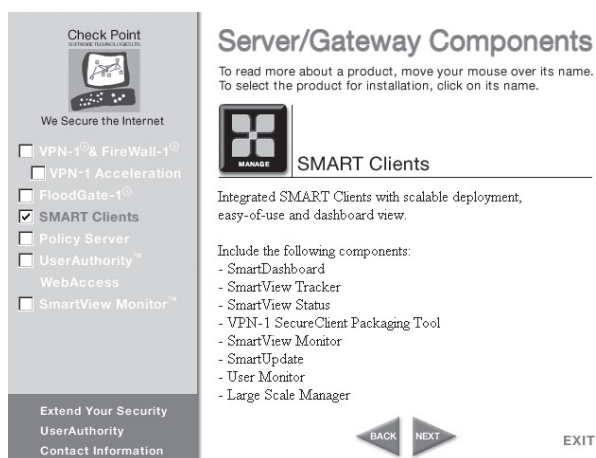 Check Point
SOFTWARE TECHNOLOGIES LTD.
We Secure the Internet
VPN-1® & FireWall-1®
VPN-1 Acceleration
FloodGate-1®
SMART Clients
Policy Server
UserAuthority™
WebAccess
SmartView Monitor™
Extend Your Security
UserAuthority
Contact Information
Server/Gateway Components
To read more about a product, move your mouse over its name.
To select the product for installation, click on its name.
MANAGE
SMART Clients
Integrated SMART Clients with scalable deployment,
easy-of-use and dashboard view.
Include the following components:
- SmartDashboard
- SmartView Tracker
- SmartView Status
- VPN-1 SecureClient Packaging Tool
- SmartView Monitor
- SmartUpdate
- User Monitor
- Large Scale Manager
BACK NEXT
EXIT